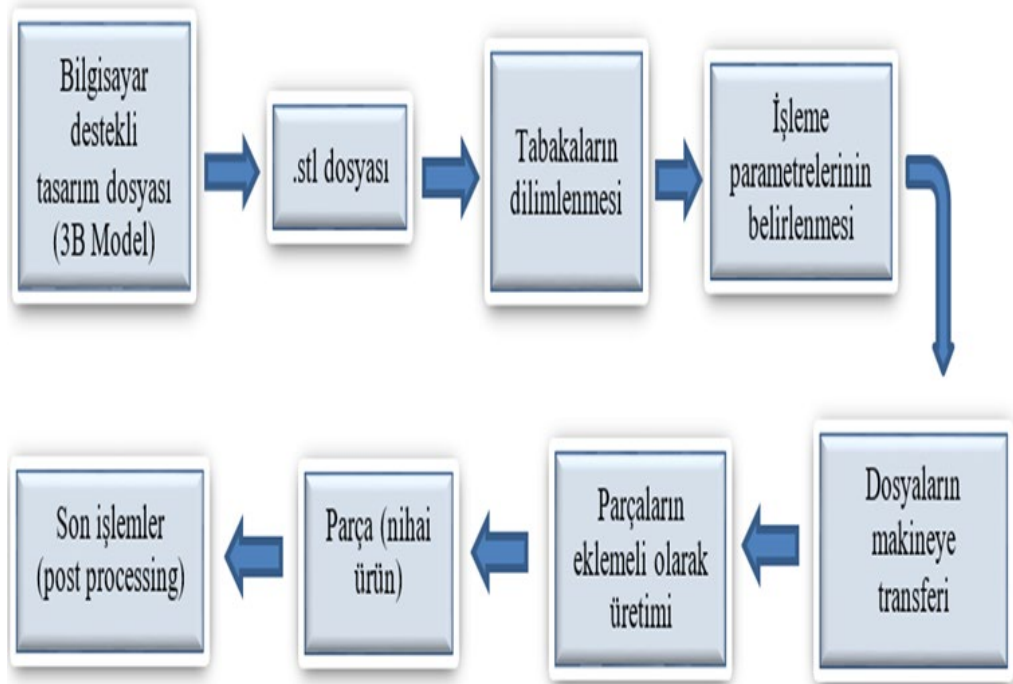 Bilgisayar
destekli
tasarım dosyası
(3B Model)
.stl dosyası
Tabakaların
dilimlenmesi
İşleme
parametrelerinin
belirlenmesi
Dosyaların
makineye
transferi
Parçaların
eklemeli olarak
üretimi
Parça (nihai
ürün)
Son işlemler
(post processing)